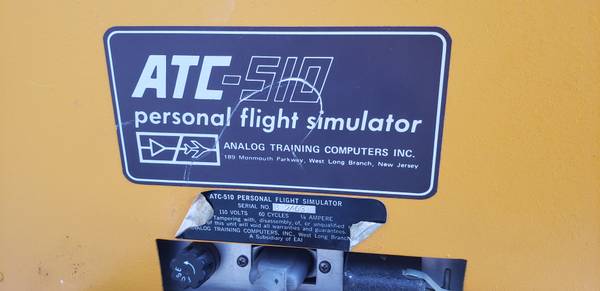 ATC-510
personal flight simulator
ANALOG TRAINING COMPUTERS INC.
189 Monmouth Parkway, West Long Branch, New Jersey
ATC-510 PERSONAL FLIGHT SIMULATOR
SERIAL NO.
110 VOLTS 60 CYCLES ¼ AMPERE
Tampering with, disassembly, of, or unqualified
of this unit will void all warranties and guarantees.
ANALOG TRAINING COMPUTERS, INC., West Long Branch
A Subsidiary of EAI